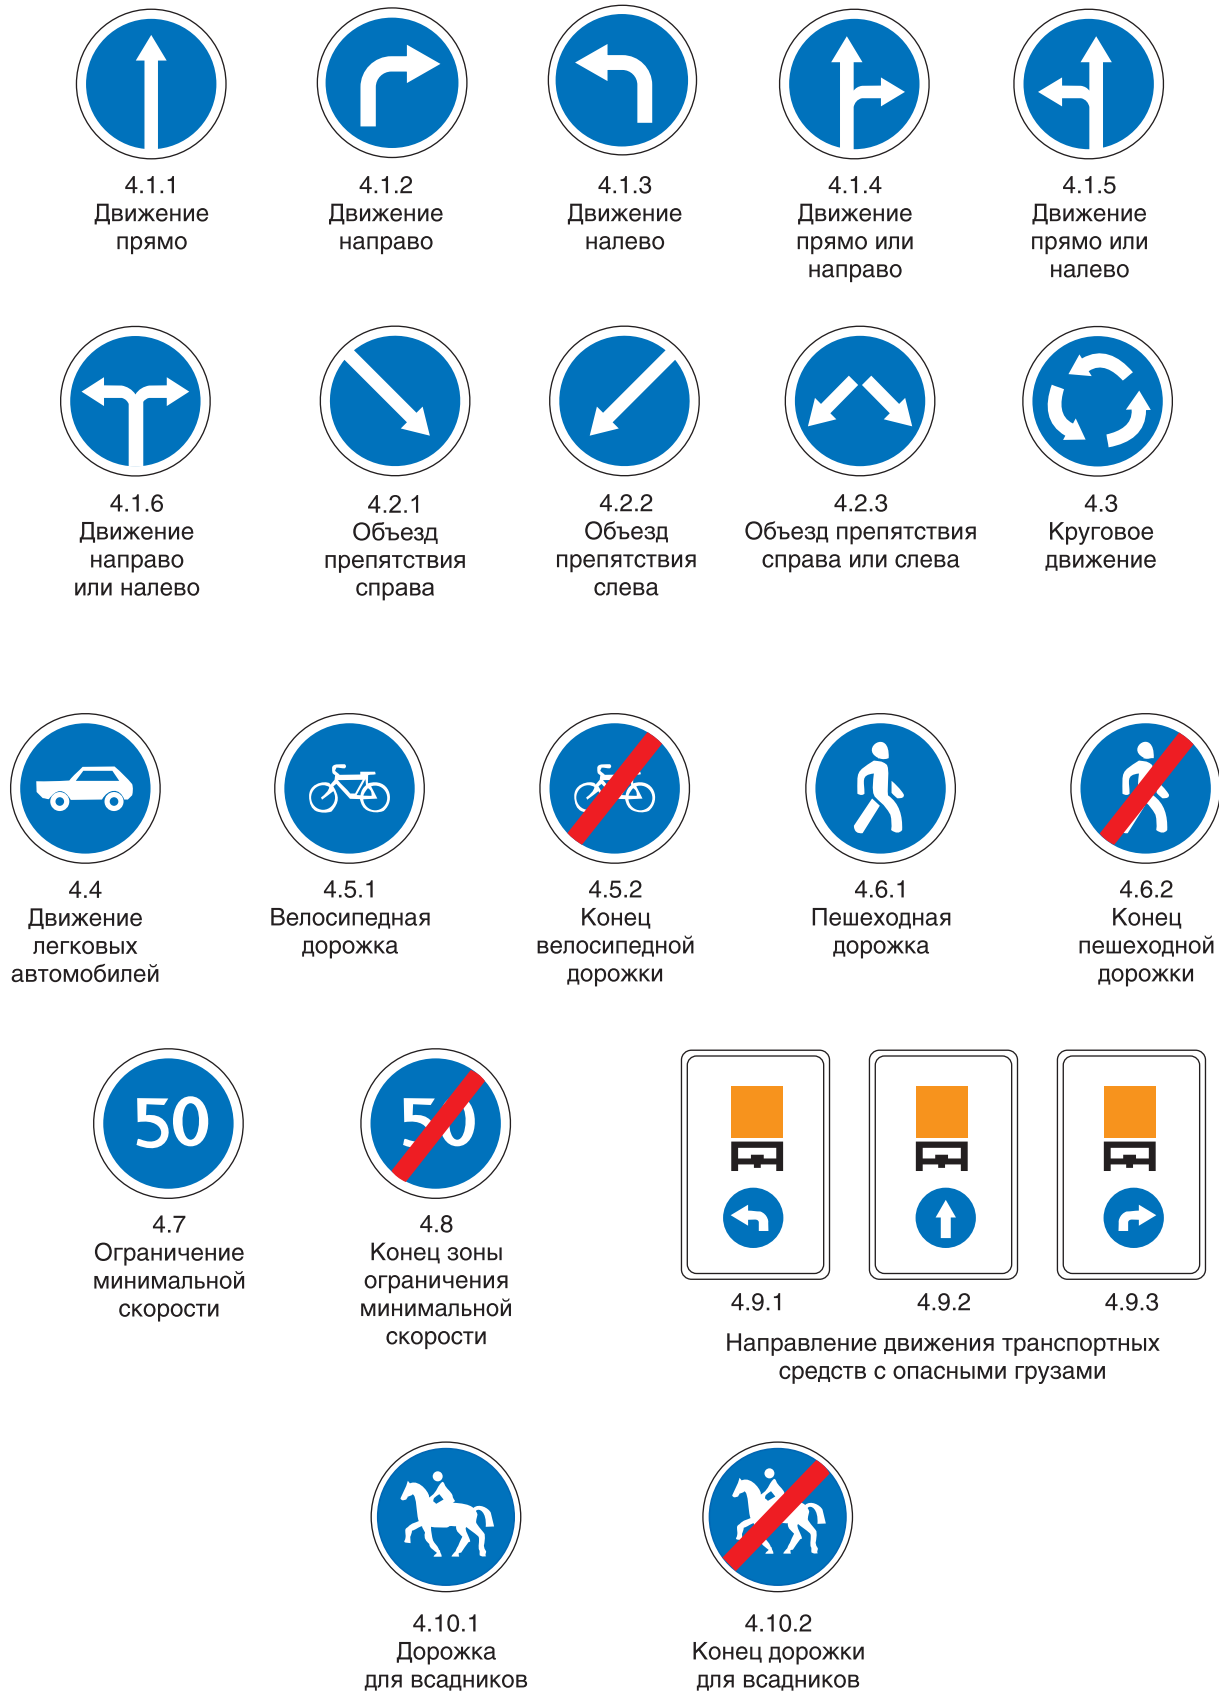 4.1.1
Движение
прямо
4.1.2
Движение
направо
4.1.3
Движение
налево
4.1.4
Движение
прямо или
направо
4.1.5
Движение
прямо или
налево
4.1.6
Движение
направо
или налево
4.2.1
Объезд
препятствия
справа
4.2.2
Объезд
препятствия
слева
4.2.3
Объезд препятствия
справа или слева
4.3
Круговое
движение
4.4
Движение
легковых
автомобилей
4.5.1
Велосипедная
дорожка
4.5.2
Конец
велосипедной
дорожки
4.6.1
Пешеходная
дорожка
4.6.2
Конец
пешеходной
дорожки
50
4.7
Ограничение
минимальной
скорости
50
4.8
Конец зоны
ограничения
минимальной
скорости
4.9.1
4.9.2
4.9.3
Направление движения транспортных
средств с опасными грузами
4.10.1
Дорожка
для всадников
4.10.2
Конец дорожки
для всадников